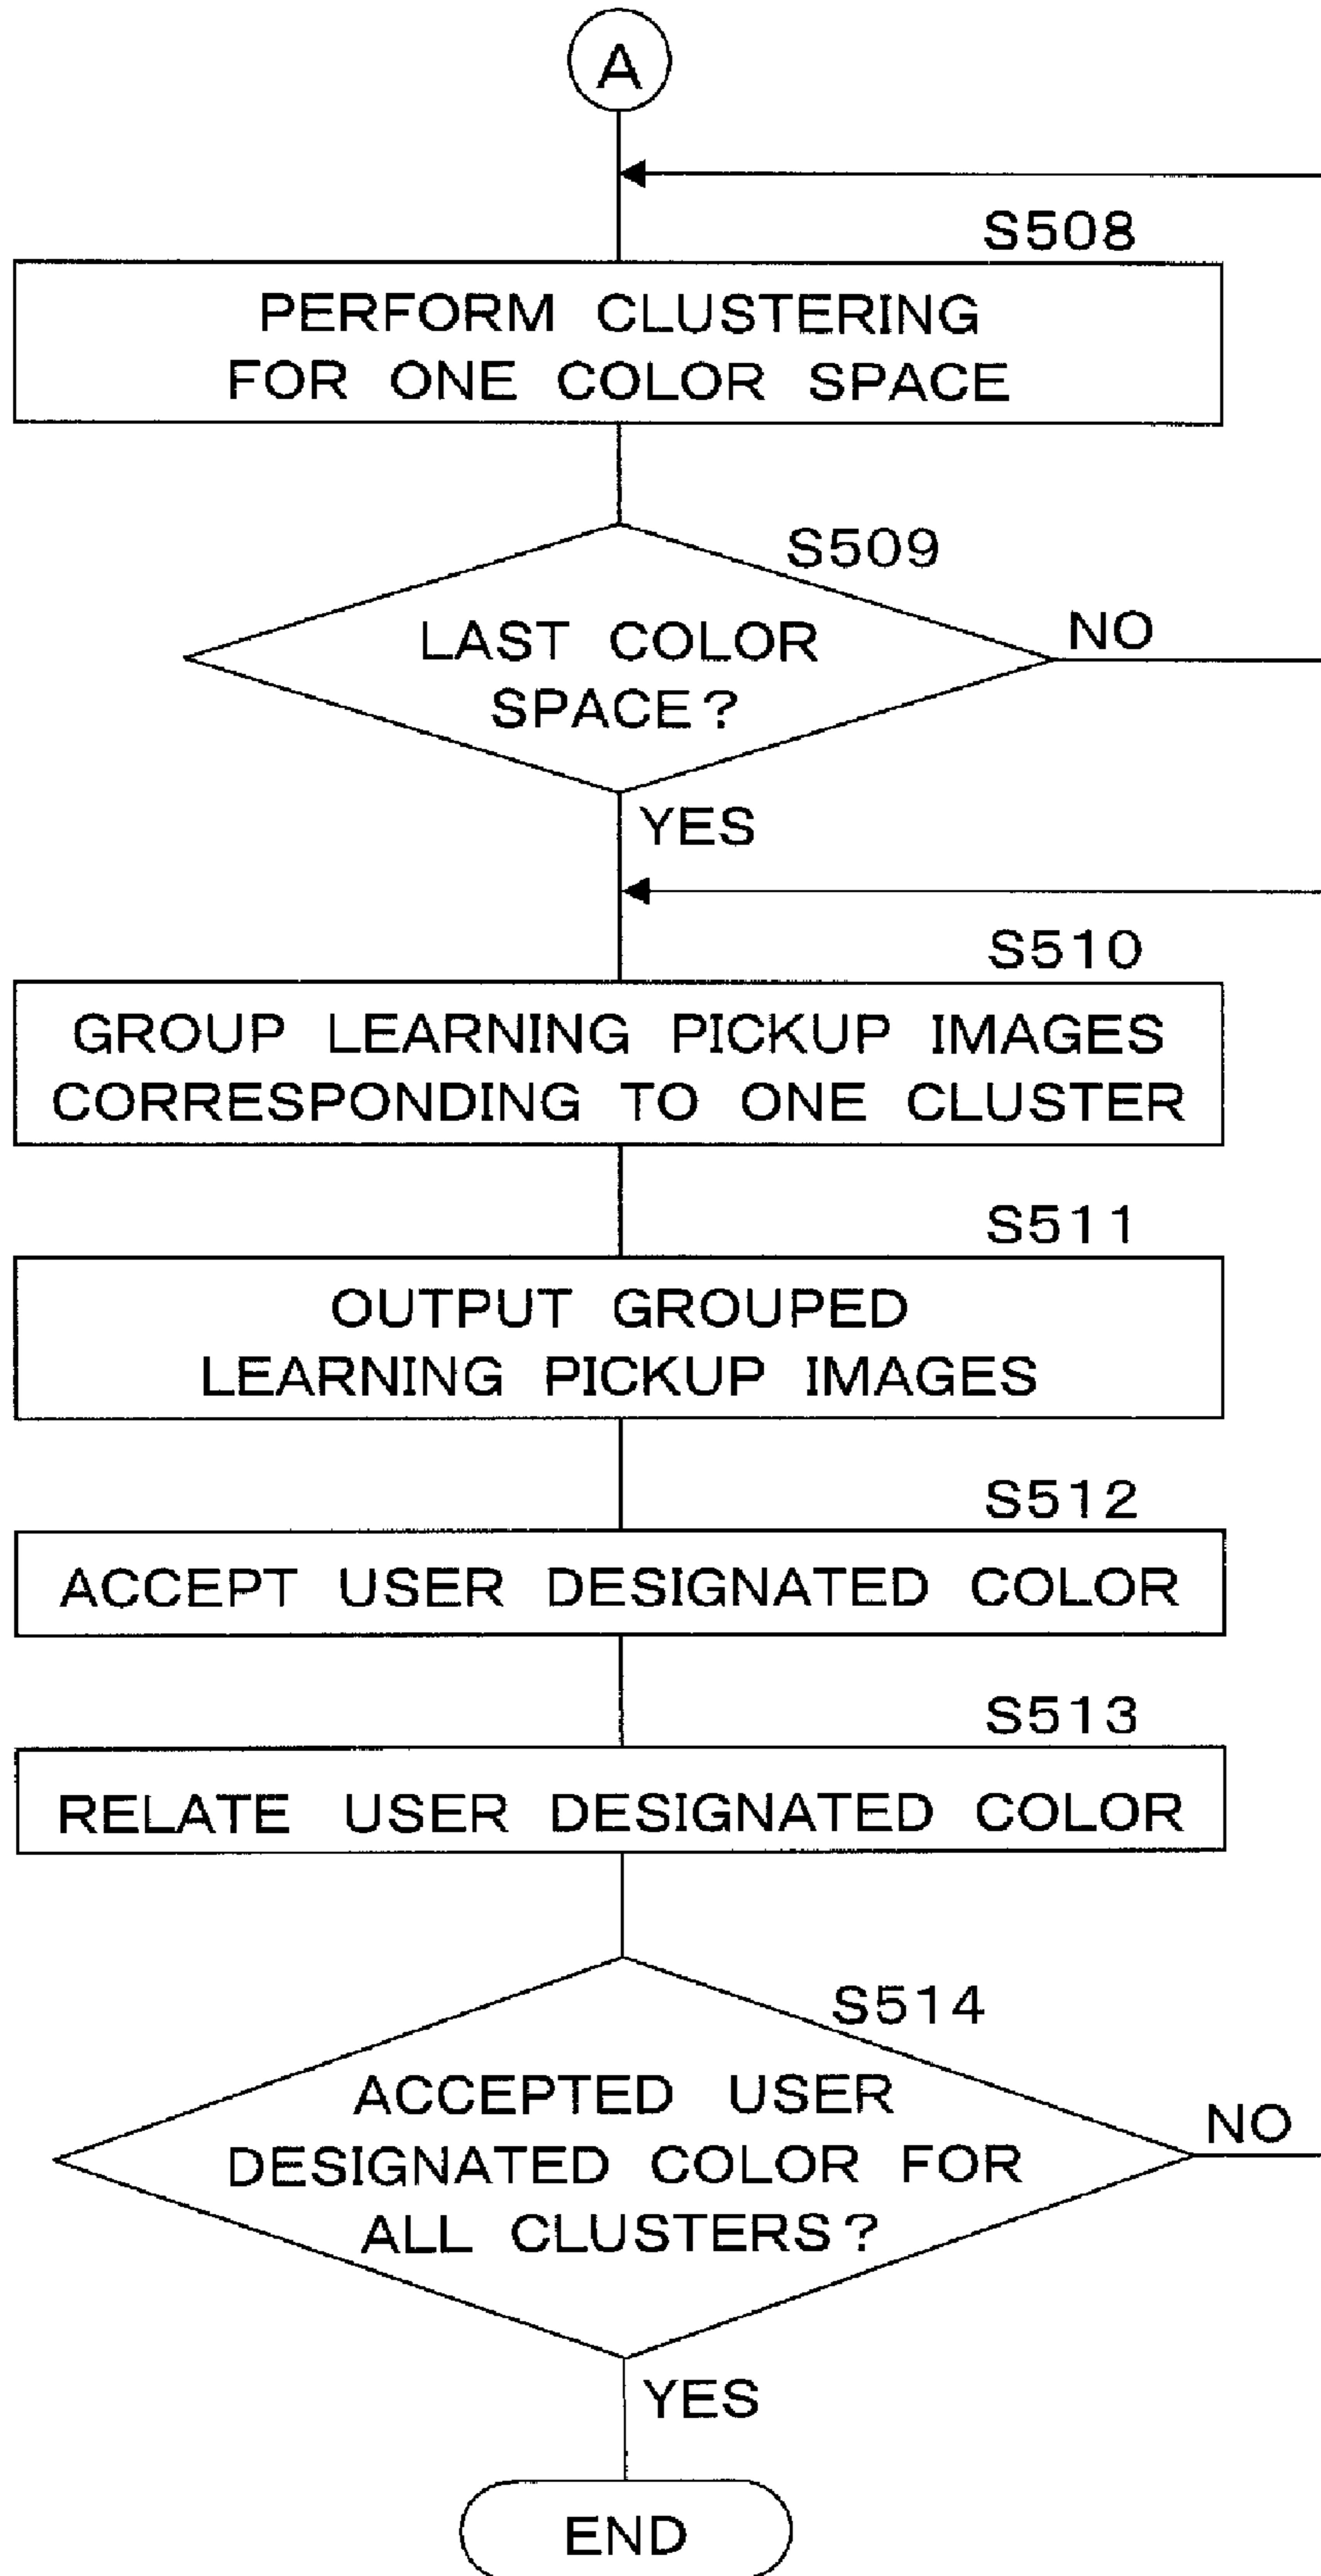 A
S508
PERFORM CLUSTERING
FOR ONE COLOR SPACE
S509
LAST COLOR
SPACE?
NO
YES
S510
GROUP LEARNING PICKUP IMAGES
CORRESPONDING TO ONE CLUSTER
S511
OUTPUT GROUPED
LEARNING PICKUP IMAGES
S512
ACCEPT USER DESIGNATED COLOR
S513
RELATE USER DESIGNATED COLOR
S514
ACCEPTED USER
DESIGNATED COLOR FOR
ALL CLUSTERS?
NO
YES
END